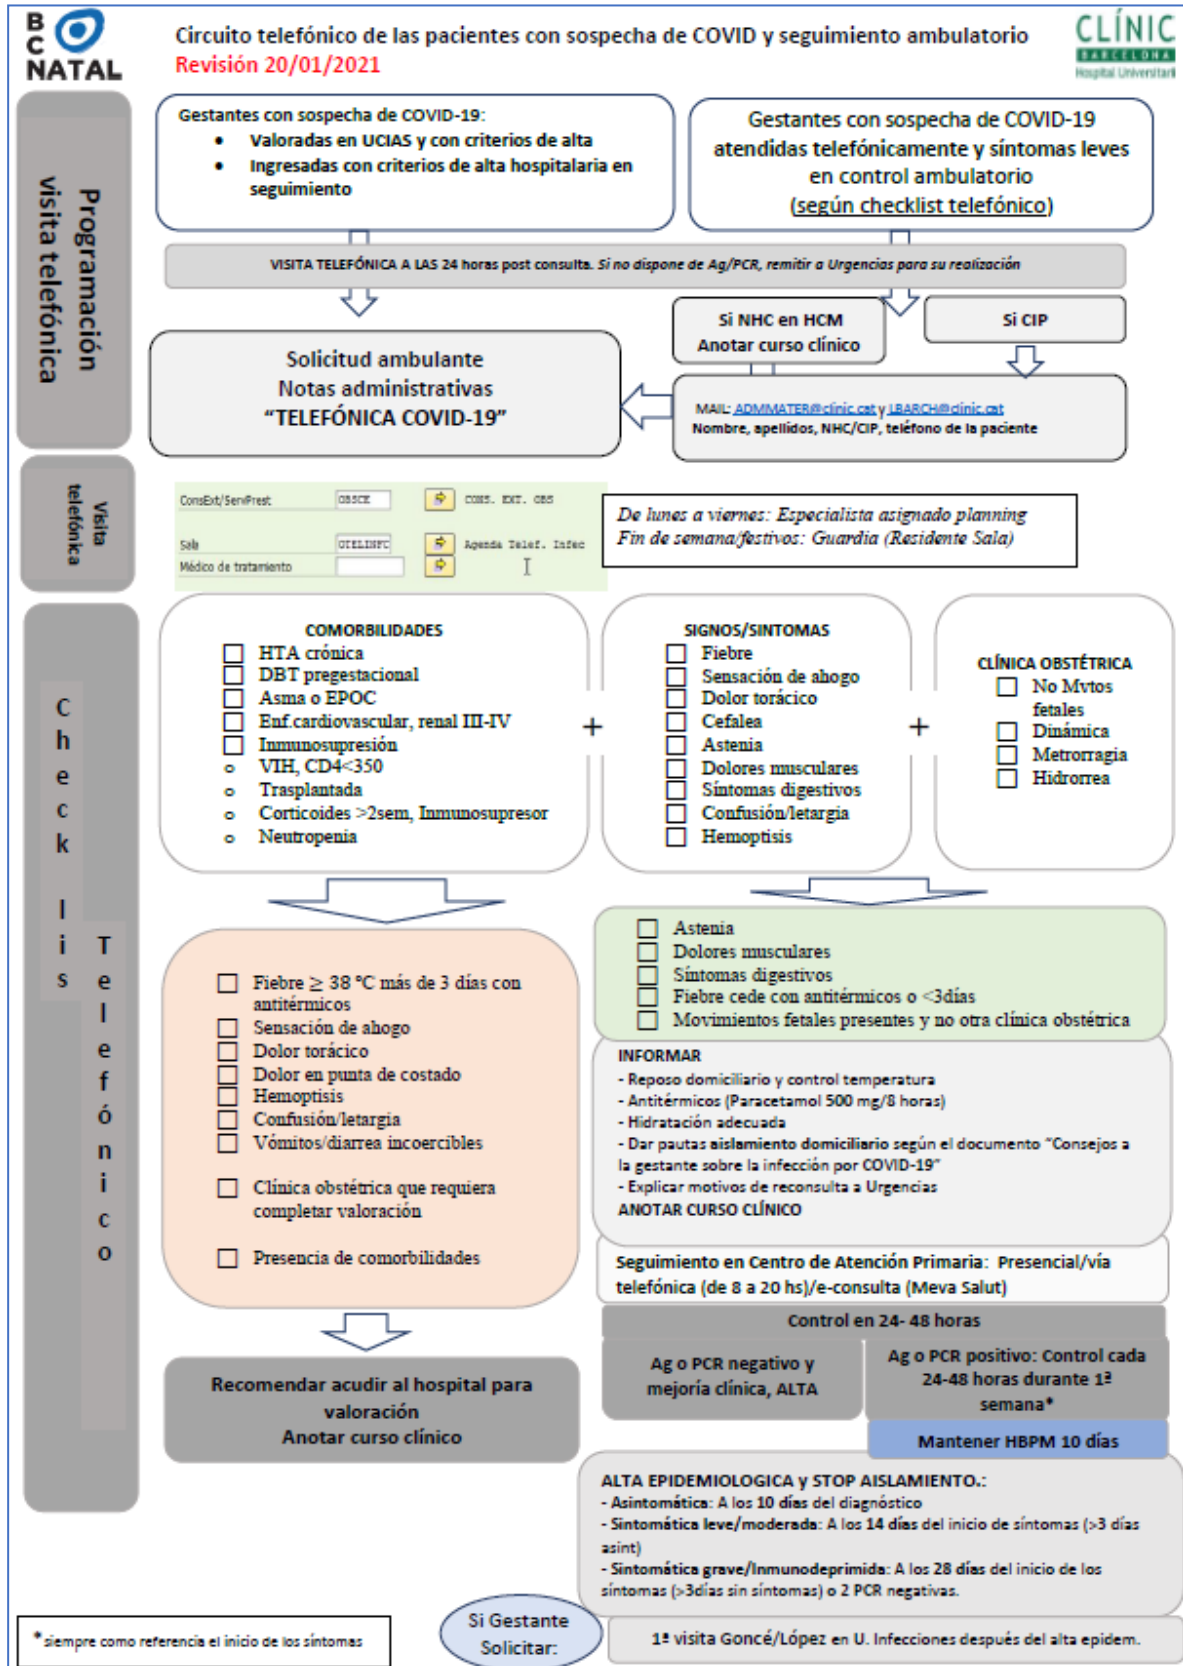 B
C
NATAL
Circuito telefónico de las pacientes con sospecha de COVID y seguimiento ambulatorio
Revisión 20/01/2021
CLÍNIC
BARCELONA
Hospital Universitari
Programación
visita telefónica
Gestantes con sospecha de COVID-19:
• Valoradas en UCIAS y con criterios de alta
• Ingresadas con criterios de alta hospitalaria en
seguimiento
Gestantes con sospecha de COVID-19
atendidas telefónicamente y síntomas leves
en control ambulatorio
(según checklist telefónico)
VISITA TELEFÓNICA A LAS 24 horas post consulta. Si no dispone de Ag/PCR, remitir a Urgencias para su realización
Si NHC en HCM
Anotar curso clínico
Si CIP
Solicitud ambulante
Notas administrativas
“TELEFÓNICA COVID-19”
MAIL: ADMMATER@clinic.cat y LBARCH@clinic.cat
Nombre, apellidos, NHC/CIP, teléfono de la paciente
Visita
telefónica
ConsExt/ServPrest OBSCE CONS. EXT. OBS
Sala OTELINFC Agenda Telef. Infec
Médico de tratamiento
De lunes a viernes: Especialista asignado planning
Fin de semana/festivos: Guardia (Residente Sala)
Check lis
Telefónico
COMORBILIDADES
HTA crónica
DBT pregestacional
Asma o EPOC
Enf.cardiovascular, renal III-IV
Inmunosupresión
o VIH, CD4<350
o Trasplantada
o Corticoides >2sem, Inmunosupresor
o Neutropenia
+
SIGNOS/SINTOMAS
Fiebre
Sensación de ahogo
Dolor torácico
Cefalea
Astenia
Dolores musculares
Síntomas digestivos
Confusión/letargia
Hemoptisis
+
CLÍNICA OBSTÉTRICA
No Mvtos
fetales
Dinámica
Metrorragia
Hidrorrea
Fiebre ≥ 38 ºC más de 3 días con
antitérmicos
Sensación de ahogo
Dolor torácico
Dolor en punta de costado
Hemoptisis
Confusión/letargia
Vómitos/diarrea incoercibles
Clínica obstétrica que requiera
completar valoración
Presencia de comorbilidades
Recomendar acudir al hospital para
valoración
Anotar curso clínico
Astenia
Dolores musculares
Síntomas digestivos
Fiebre cede con antitérmicos o <3días
Movimientos fetales presentes y no otra clínica obstétrica
INFORMAR
- Reposo domiciliario y control temperatura
- Antitérmicos (Paracetamol 500 mg/8 horas)
- Hidratación adecuada
- Dar pautas aislamiento domiciliario según el documento “Consejos a
la gestante sobre la infección por COVID-19”
- Explicar motivos de reconsulta a Urgencias
ANOTAR CURSO CLÍNICO
Seguimiento en Centro de Atención Primaria: Presencial/vía
telefónica (de 8 a 20 hs)/e-consulta (Meva Salut)
Control en 24- 48 horas
Ag o PCR negativo y
mejoría clínica, ALTA
Ag o PCR positivo: Control cada
24-48 horas durante 1ª
semana*
Mantener HBPM 10 días
ALTA EPIDEMIOLOGICA y STOP AISLAMIENTO.:
- Asintomática: A los 10 días del diagnóstico
- Sintomática leve/moderada: A los 14 días del inicio de síntomas (>3 días
asint)
- Sintomática grave/Inmunodeprimida: A los 28 días del inicio de los
síntomas (>3días sin síntomas) o 2 PCR negativas.
*siempre como referencia el inicio de los síntomas
Si Gestante
Solicitar:
1ª visita Goncé/López en U. Infecciones después del alta epidem.